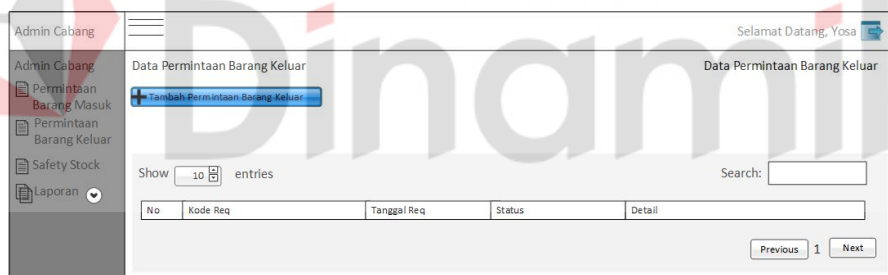 Admin Cabang
Selamat Datang, Yosa
Admin Cabang
Permintaan
Barang Masuk
Permintaan
Barang Keluar
Safety Stock
Laporan
Data Permintaan Barang Keluar
Data Permintaan Barang Keluar
Tambah Permintaan Barang Keluar
Show 10 entries
Search:
No Kode Req Tanggal Req Status Detail
Previous 1 Next
Dinami